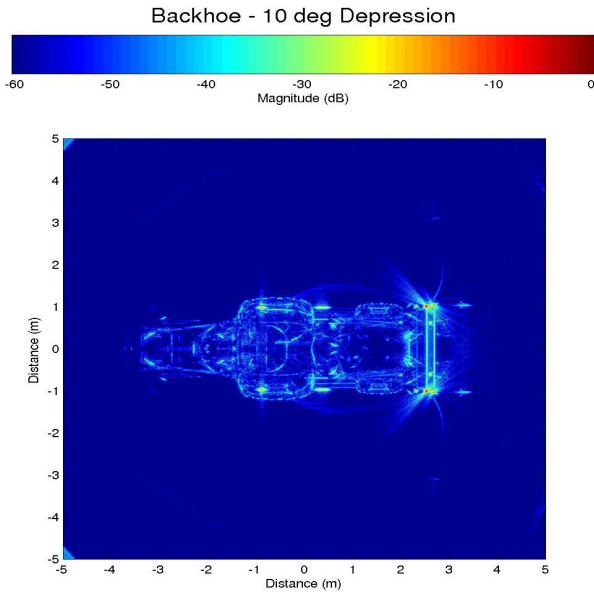 Backhoe - 10 deg Depression
-60 -50 -40 -30 -20 -10 0
Magnitude (dB)
5
4
3
2
1
0
-1
-2
-3
-4
-5
Distance (m)
-5 -4 -3 -2 -1 0 1 2 3 4 5
Distance (m)